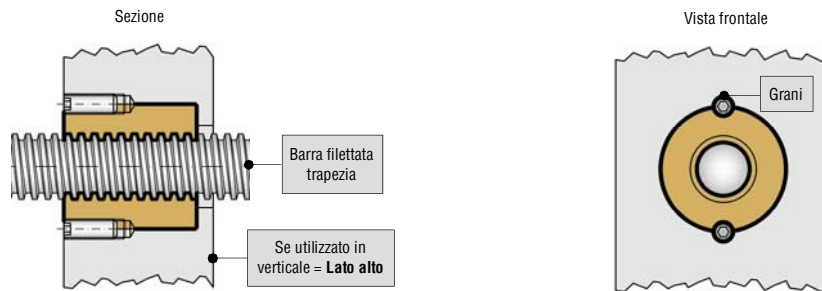 Sezione
Vista frontale
Grani
Barra filettata
trapezia
Se utilizzato in
verticale = Lato alto